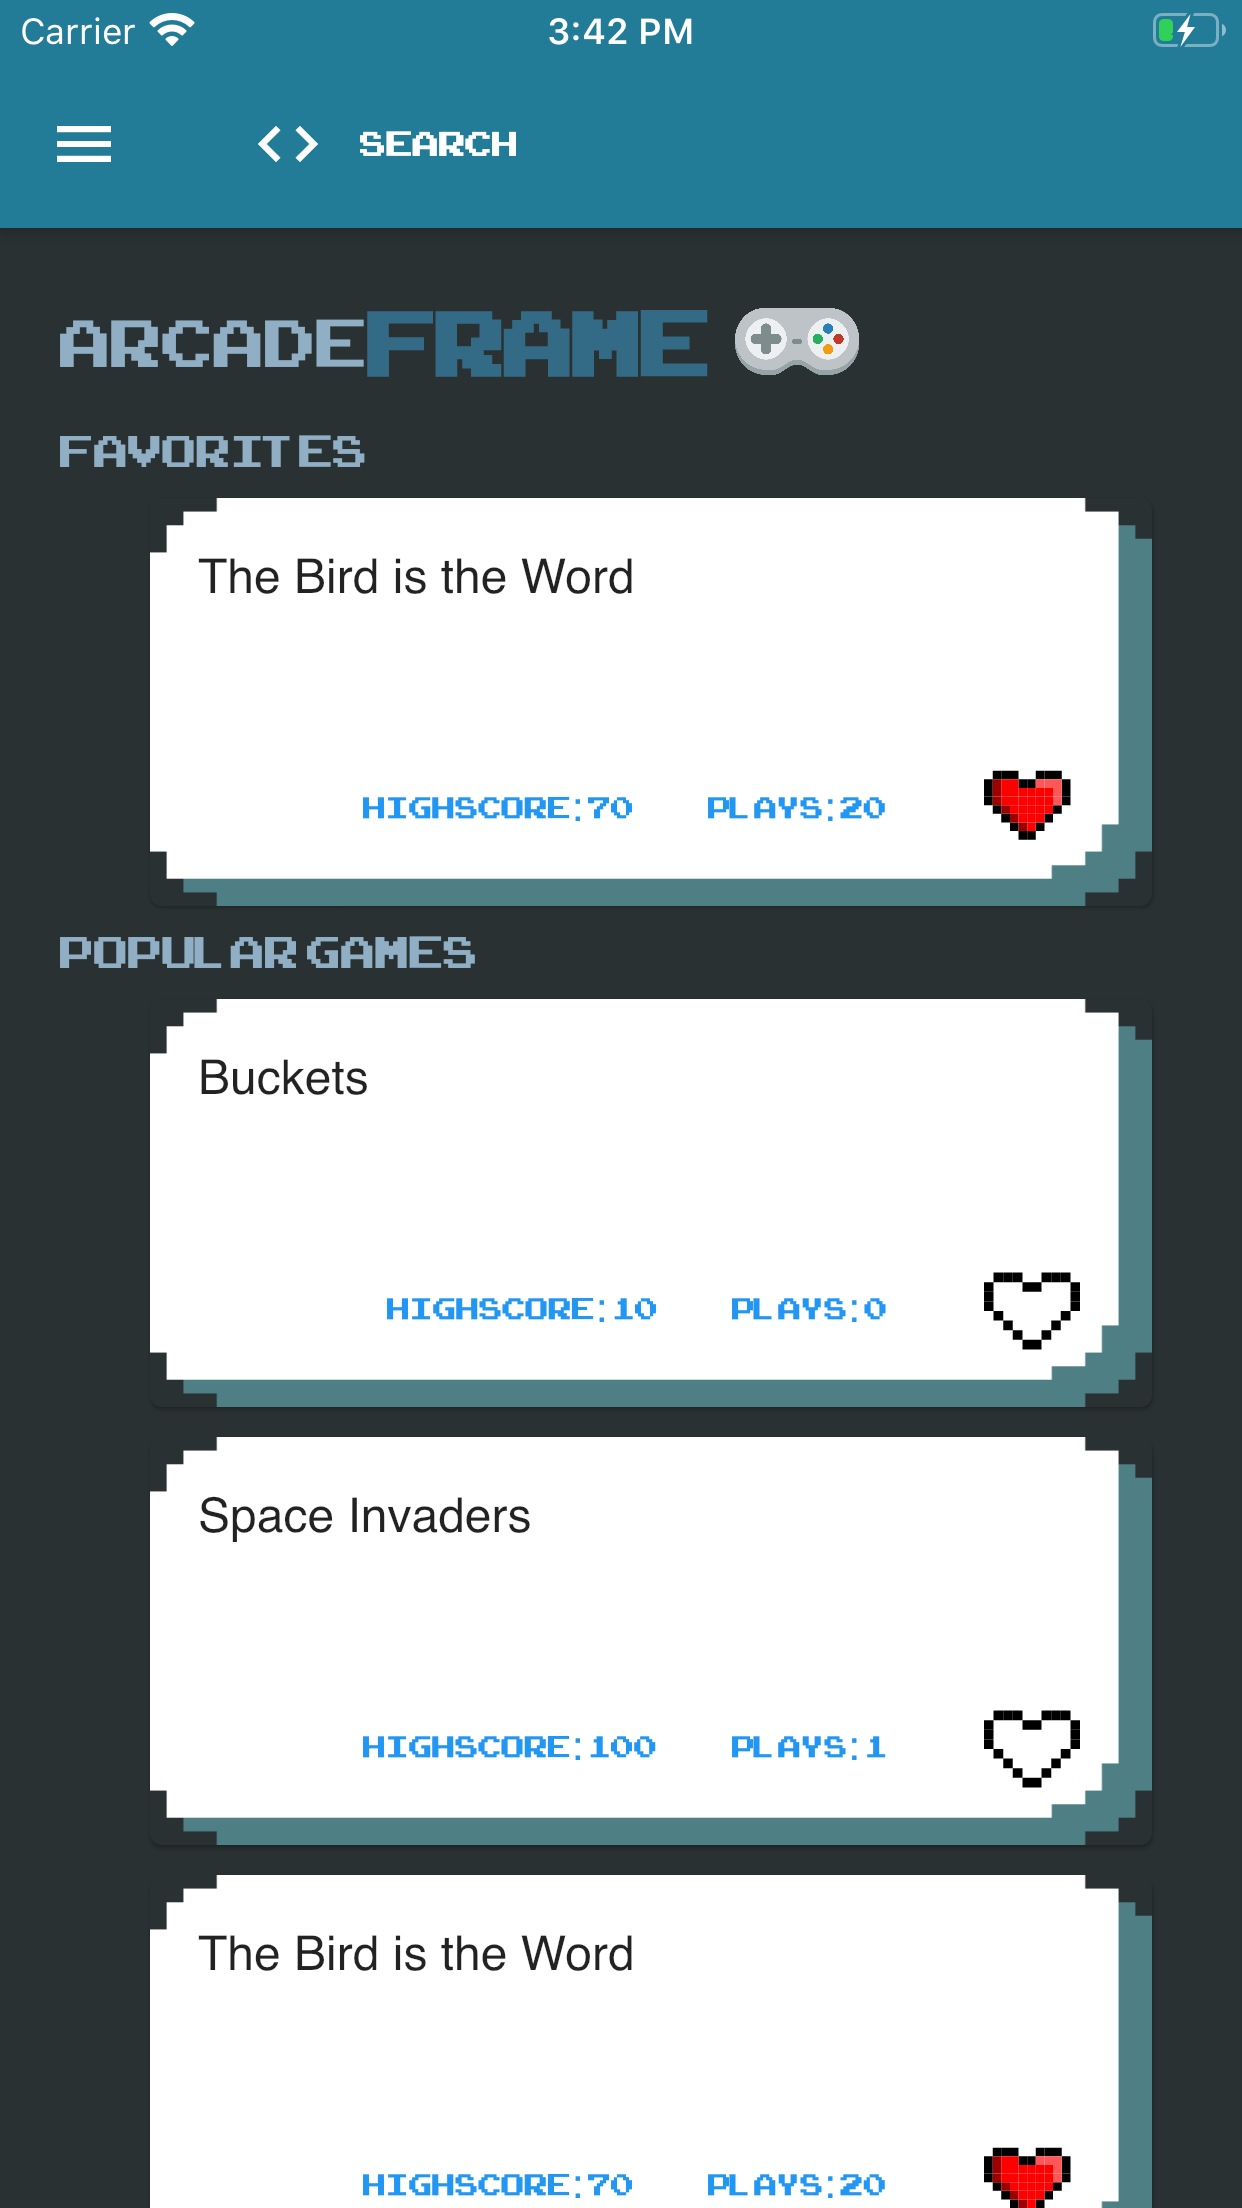 Carrier 3:42 PM
SEARCH
ARCADEFRAME
FAVORITES
The Bird is the Word
HIGHSCORE:70 PLAYS:20
POPULAR GAMES
Buckets
HIGHSCORE:10 PLAYS:0
Space Invaders
HIGHSCORE:100 PLAYS:1
The Bird is the Word
HIGHSCORE:70 PLAYS:20